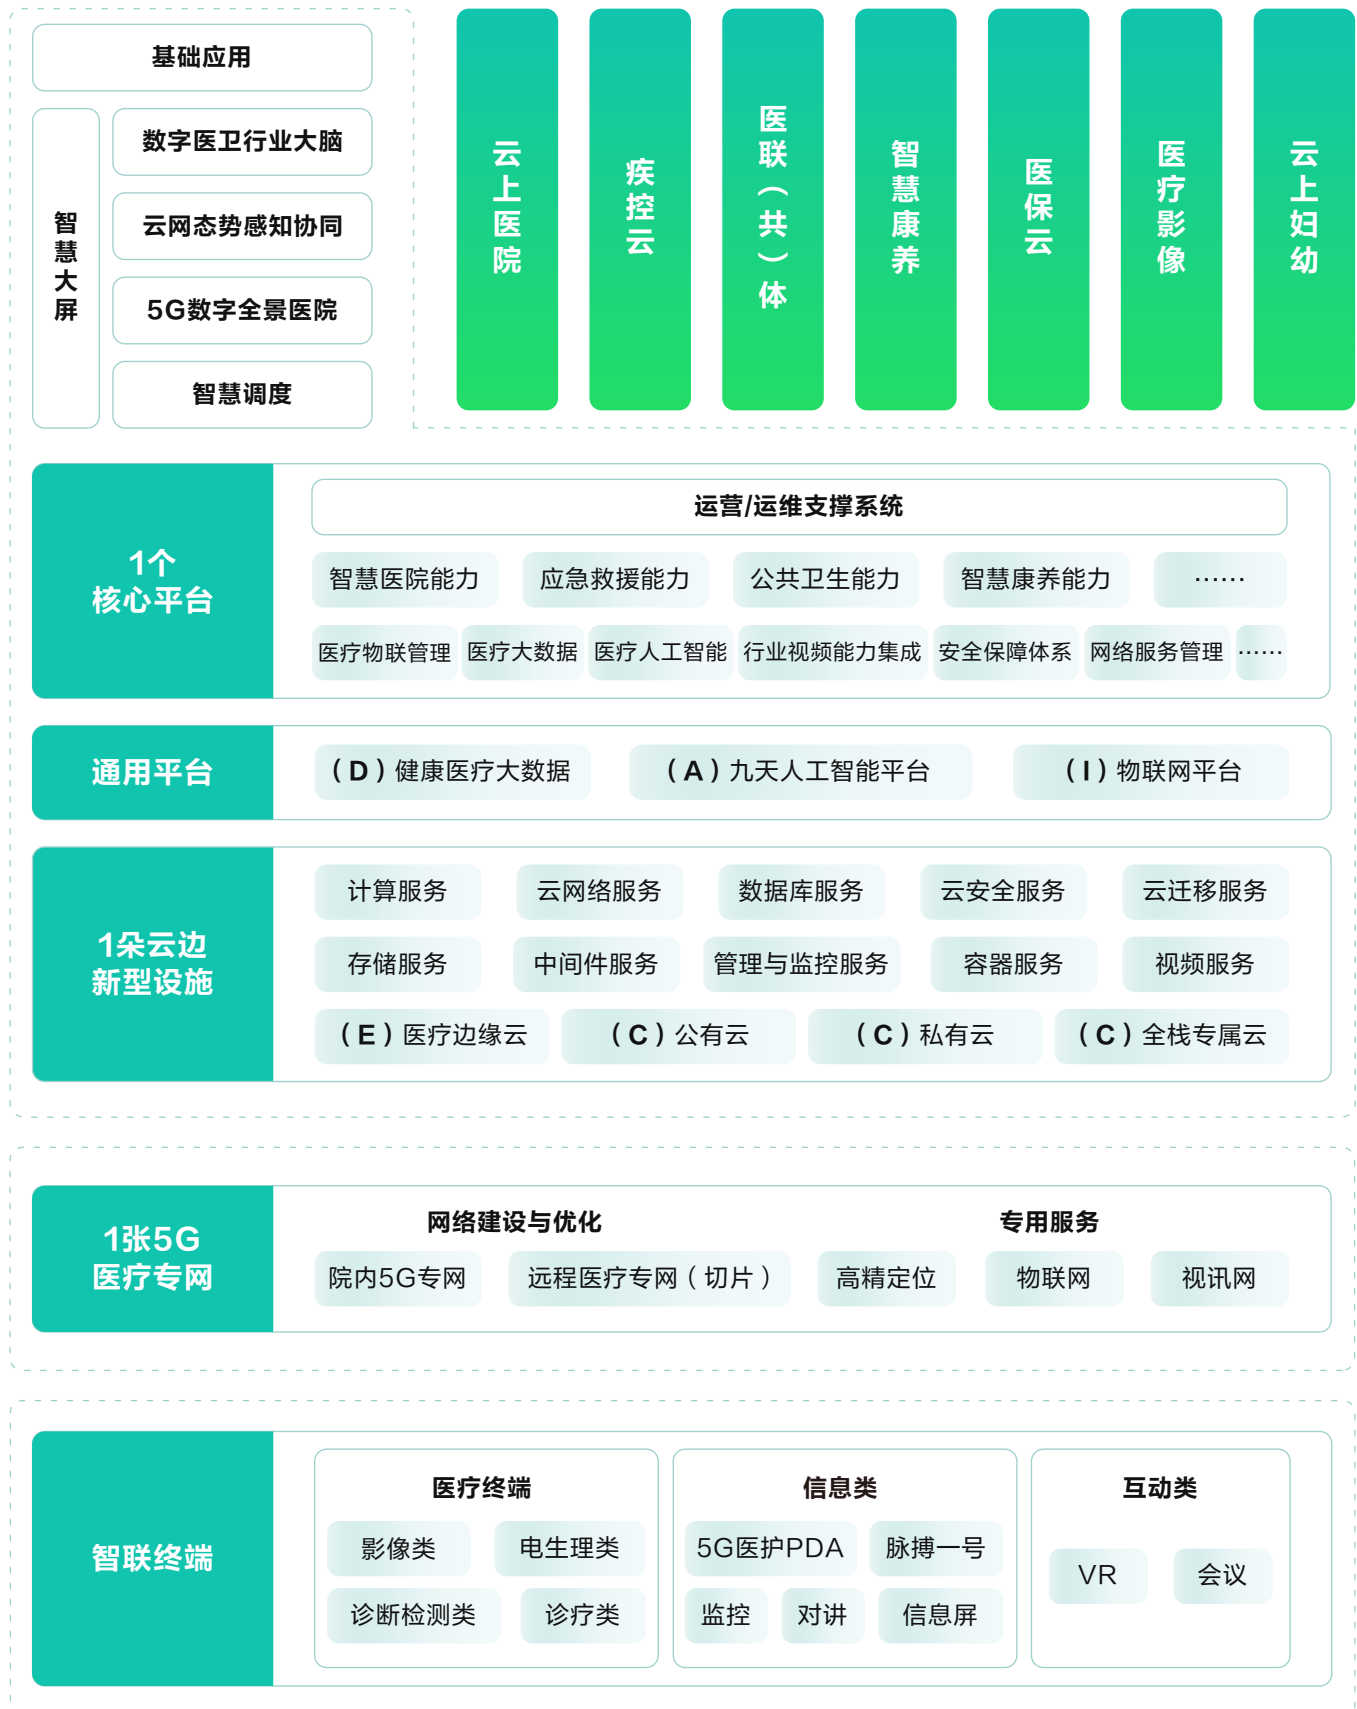 基础应用
智慧大屏
数字医卫行业大脑
云网态势感知协同
5G数字全景医院
智慧调度
云上医院
疾控云
医联（共）体
智慧康养
医保云
医疗影像
云上妇幼
1个
核心平台
运营/运维支撑系统
智慧医院能力 应急救援能力 公共卫生能力 智慧康养能力 ……
医疗物联管理 医疗大数据 医疗人工智能 行业视频能力集成 安全保障体系 网络服务管理 ……
通用平台
（D）健康医疗大数据 （A）九天人工智能平台 （I）物联网平台
1朵云边
新型设施
计算服务 云网络服务 数据库服务 云安全服务 云迁移服务
存储服务 中间件服务 管理与监控服务 容器服务 视频服务
（E）医疗边缘云 （C）公有云 （C）私有云 （C）全栈专属云
1张5G
医疗专网
网络建设与优化 专用服务
院内5G专网 远程医疗专网（切片） 高精定位 物联网 视讯网
智联终端
医疗终端
影像类 电生理类
诊断检测类 诊疗类
信息类
5G医护PDA 脉搏一号
监控 对讲 信息屏
互动类
VR 会议